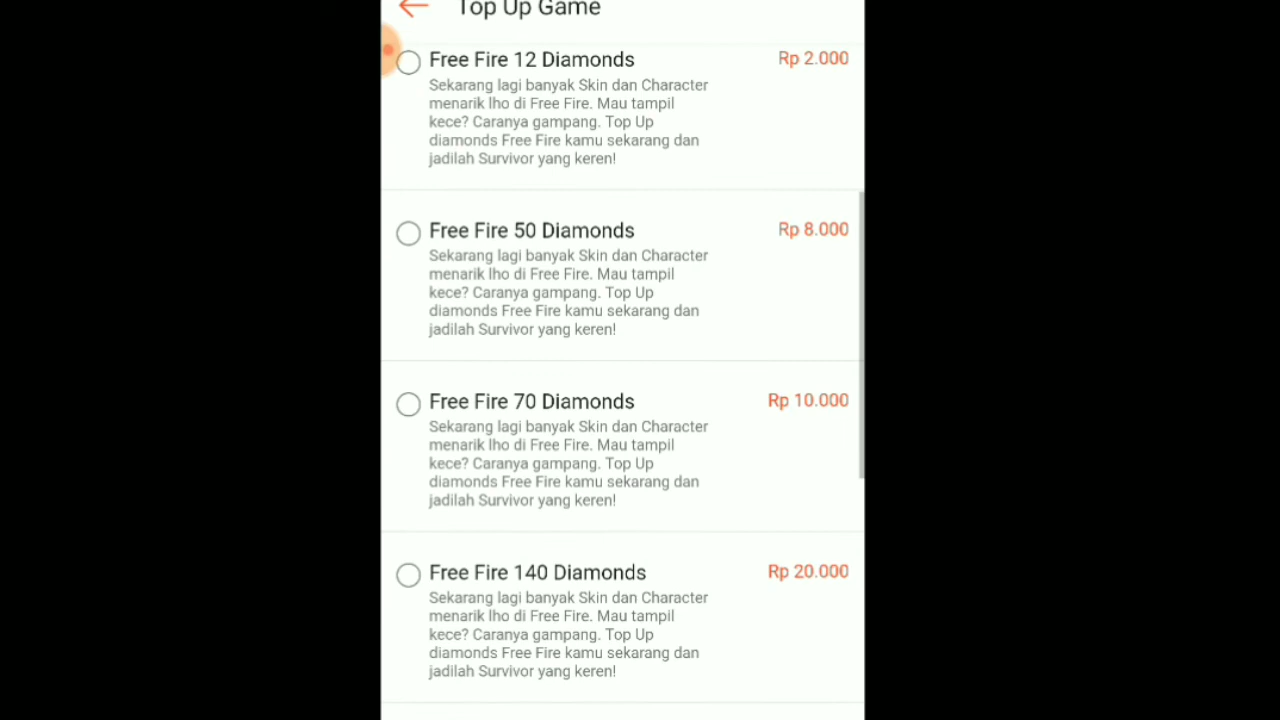 Top Up Game
Free Fire 12 Diamonds
Rp 2.000
Sekarang lagi banyak Skin dan Character
menarik lho di Free Fire. Mau tampil
kece? Caranya gampang. Top Up
diamonds Free Fire kamu sekarang dan
jadilah Survivor yang keren!
Free Fire 50 Diamonds
Rp 8.000
Sekarang lagi banyak Skin dan Character
menarik lho di Free Fire. Mau tampil
kece? Caranya gampang. Top Up
diamonds Free Fire kamu sekarang dan
jadilah Survivor yang keren!
Free Fire 70 Diamonds
Rp 10.000
Sekarang lagi banyak Skin dan Character
menarik lho di Free Fire. Mau tampil
kece? Caranya gampang. Top Up
diamonds Free Fire kamu sekarang dan
jadilah Survivor yang keren!
Free Fire 140 Diamonds
Rp 20.000
Sekarang lagi banyak Skin dan Character
menarik lho di Free Fire. Mau tampil
kece? Caranya gampang. Top Up
diamonds Free Fire kamu sekarang dan
jadilah Survivor yang keren!